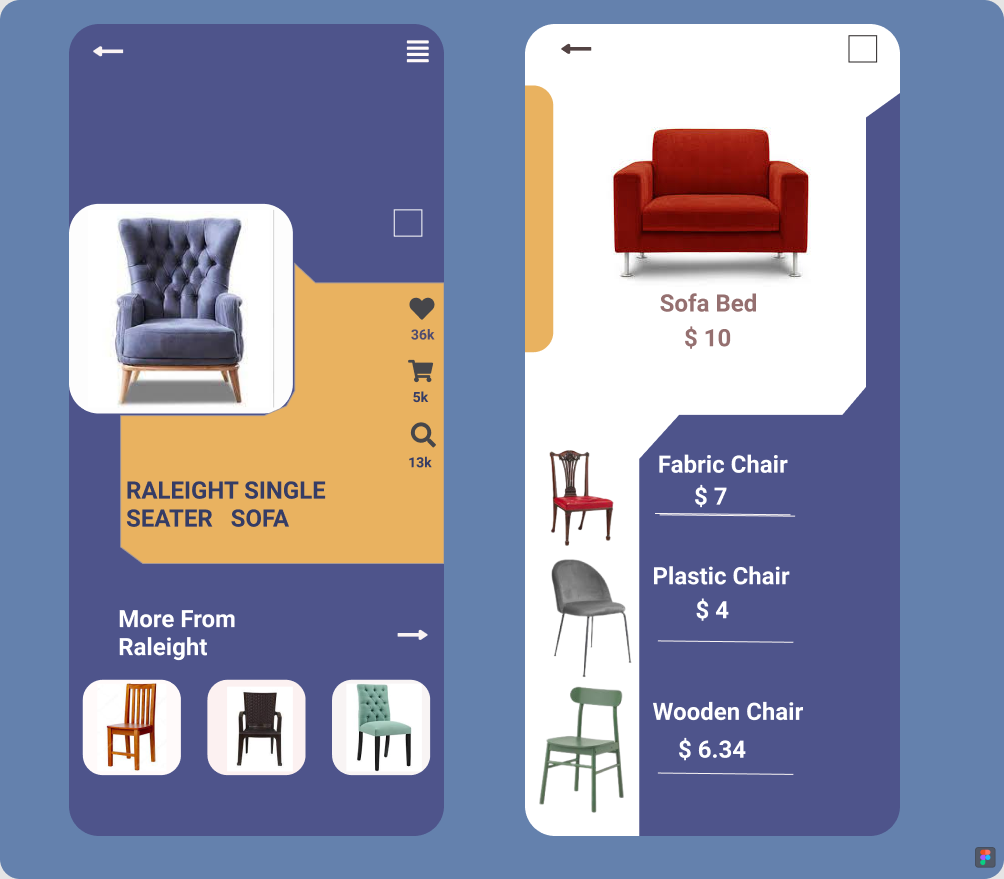 36k
5k
13k
RALEIGHT SINGLE
SEATER SOFA
More From
Raleight
Sofa Bed
$ 10
Fabric Chair
$ 7
Plastic Chair
$ 4
Wooden Chair
$ 6.34